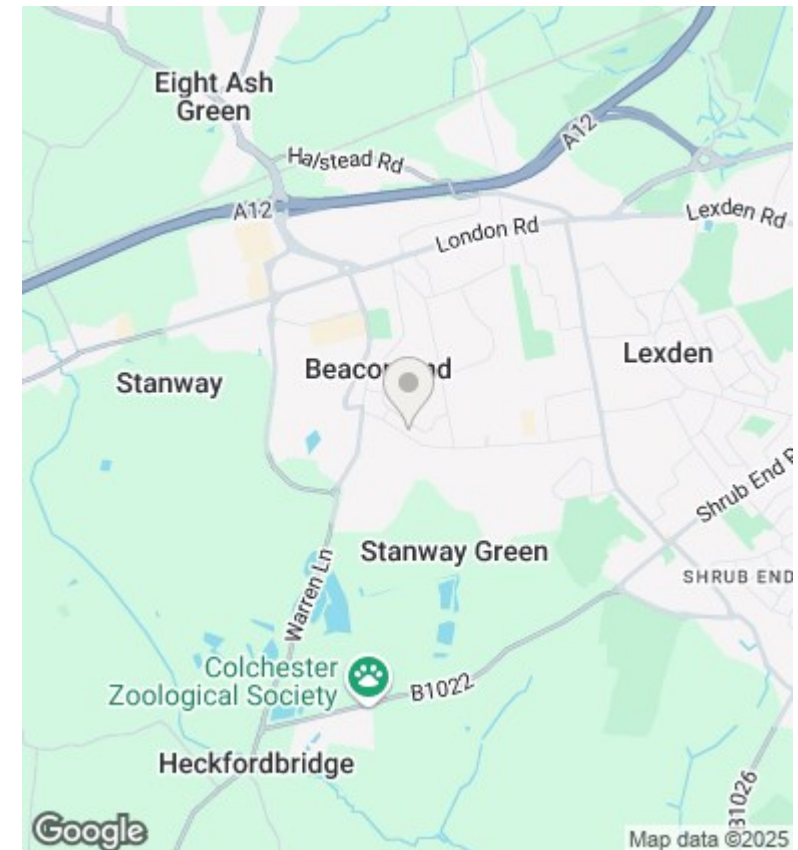 Eight Ash
Green
Halstead Rd
A12
A12
London Rd
Lexden Rd
Lexden
Stanway
Shrub End
Stanway Green
SHRUB END
Warren Ln
Colchester
Zoological Society
B1022
Heckfordbridge
B1026
Google
Map data ©2025